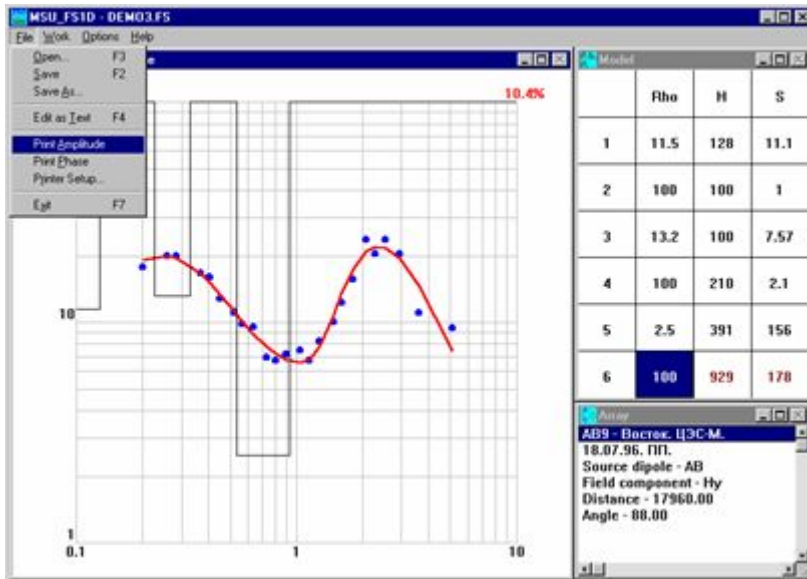 MSU_FS1D - DEMO3.FS
File Work Options Help
Open... F3
Save F2
Save As...
Edit as Text F4
Print Amplitude
Print Phase
Printer Setup...
Exit F7
10.4%
10
1
0.1 1 10
Model
Rho H S
1 11.5 128 11.1
2 100 100 1
3 13.2 100 7.57
4 100 210 2.1
5 2.5 391 156
6 100 929 178
Array
AB9 - Восток. ЦЭС-М.
18.07.96. ПП.
Source dipole - AB
Field component - Hy
Distance - 17960.00
Angle - 88.00